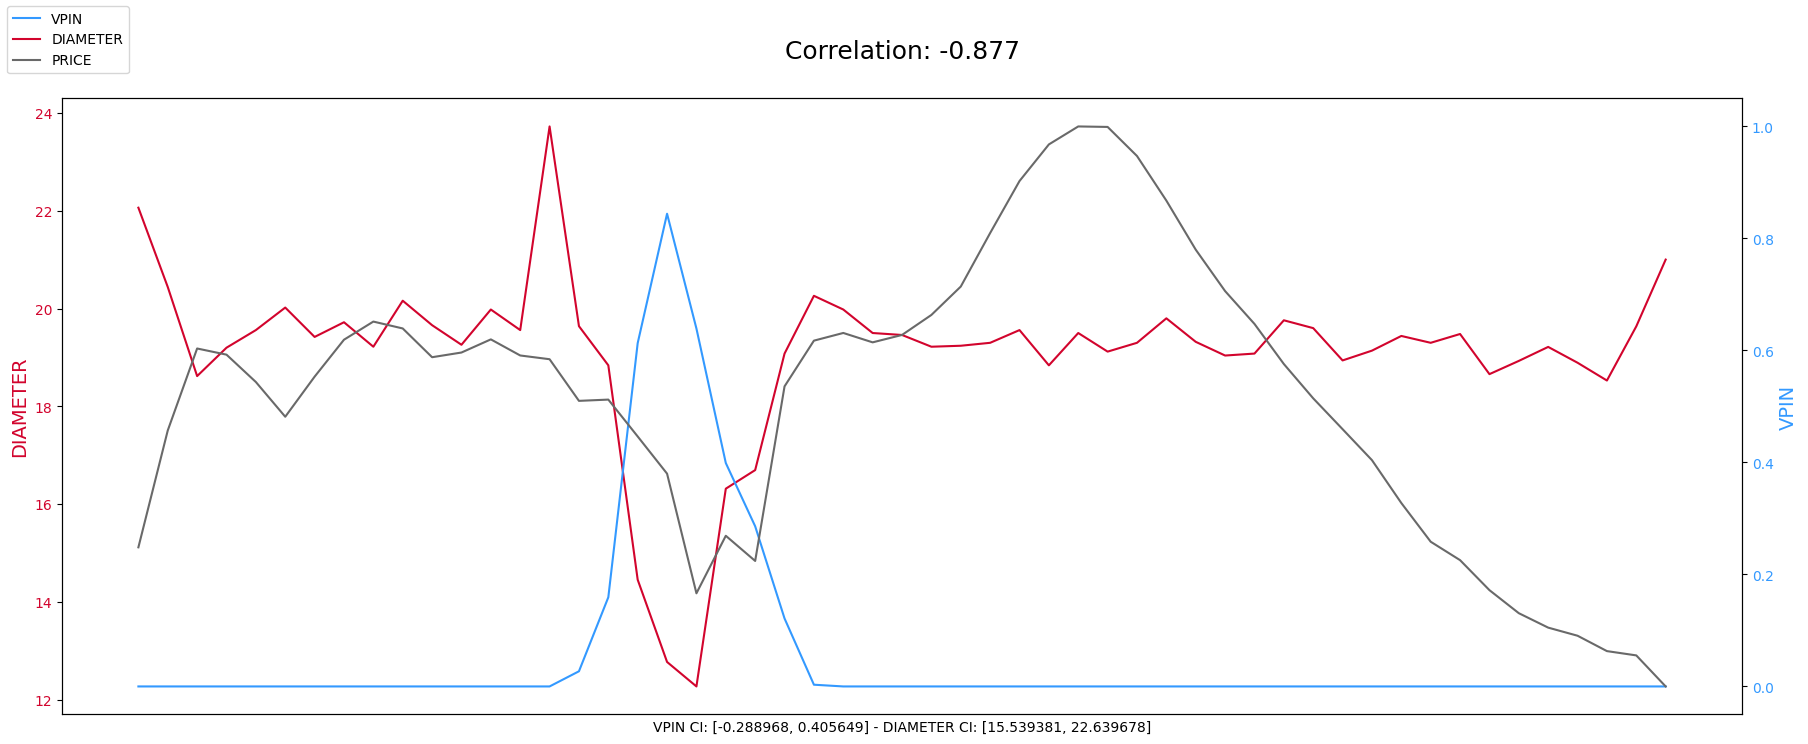 VPIN
DIAMETER
PRICE
Correlation: -0.877
24
22
20
18
16
14
12
DIAMETER
1.0
0.8
0.6
0.4
0.2
0.0
VPIN
VPIN CI: [-0.288968, 0.405649] - DIAMETER CI: [15.539381, 22.639678]